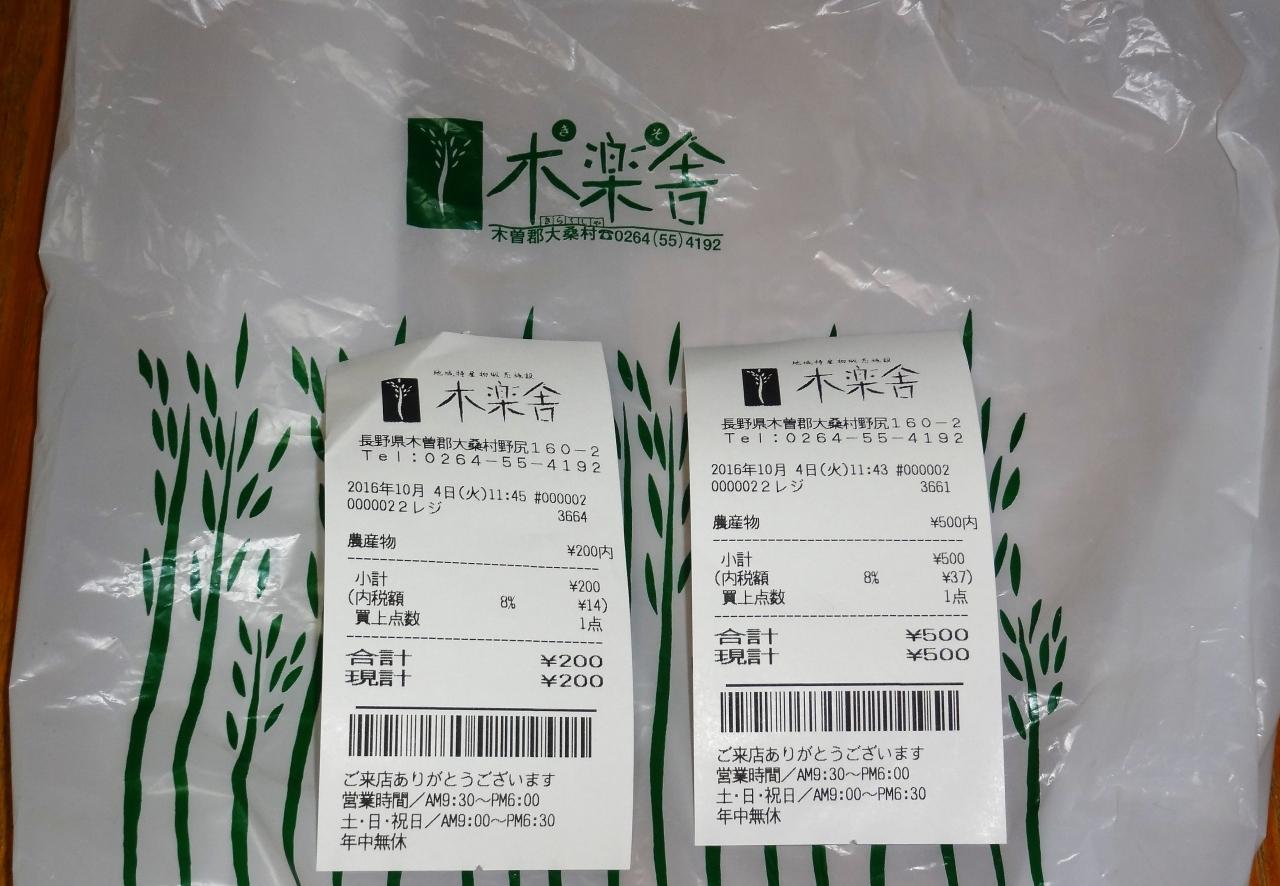 きそ
木楽舎
きらくしゃ
木曽郡大桑村☎0264(55)4192
地域特産物販売施設
木楽舎
長野県木曽郡大桑村野尻160-2
Tel:0264-55-4192
2016年10月 4日(火)11:45 #000002
0000022レジ 3664
農産物 ¥200内
小計 ¥200
(内税額 8% ¥14)
買上点数 1点
合計 ¥200
現計 ¥200
ご来店ありがとうございます
営業時間/AM9:30~PM6:00
土・日・祝日/AM9:00~PM6:30
年中無休
地域特産物販売施設
木楽舎
長野県木曽郡大桑村野尻160-2
Tel:0264-55-4192
2016年10月 4日(火)11:43 #000002
0000022レジ 3661
農産物 ¥500内
小計 ¥500
(内税額 8% ¥37)
買上点数 1点
合計 ¥500
現計 ¥500
ご来店ありがとうございます
営業時間/AM9:30~PM6:00
土・日・祝日/AM9:00~PM6:30
年中無休